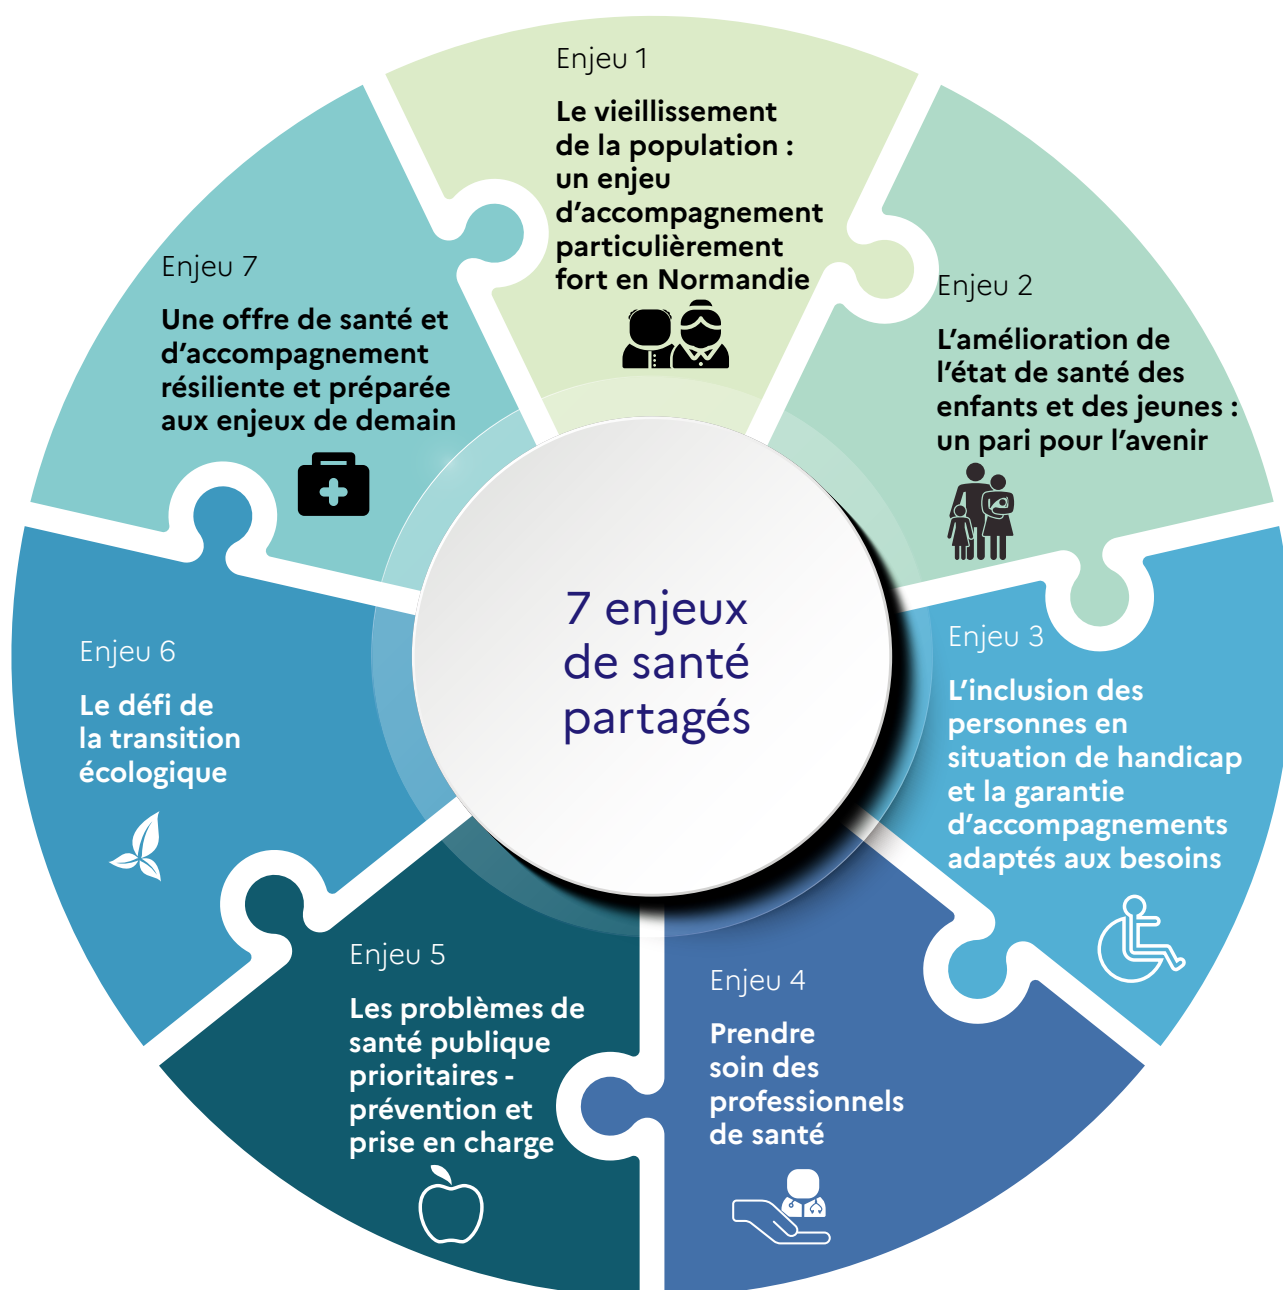 Enjeu 1
Le vieillissement
de la population :
un enjeu
d’accompagnement
particulièrement
fort en Normandie
Enjeu 2
L’amélioration de
l’état de santé des
enfants et des jeunes :
un pari pour l’avenir
Enjeu 3
L’inclusion des
personnes en
situation de handicap
et la garantie
d’accompagnements
adaptés aux besoins
Enjeu 4
Prendre
soin des
professionnels
de santé
Enjeu 5
Les problèmes de
santé publique
prioritaires -
prévention et
prise en charge
Enjeu 6
Le défi de
la transition
écologique
Enjeu 7
Une offre de santé et
d’accompagnement
résiliente et préparée
aux enjeux de demain
7 enjeux
de santé
partagés